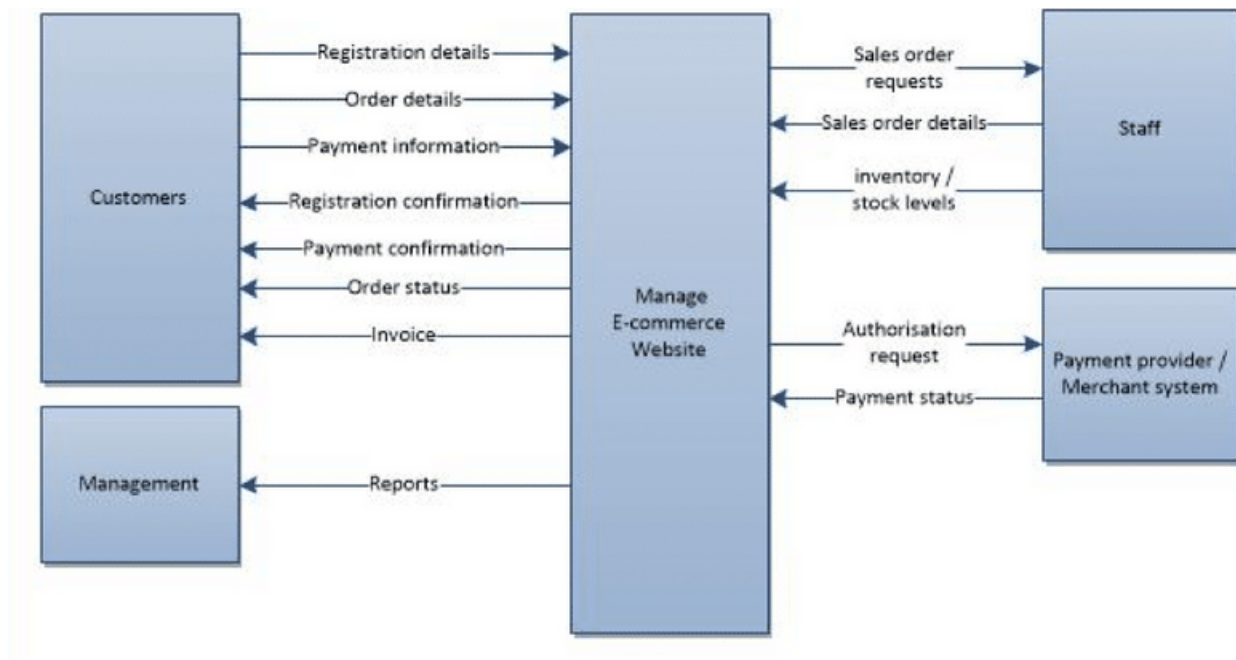 Customers
Registration details
Order details
Payment information
Registration confirmation
Payment confirmation
Order status
Invoice
Management
Reports
Manage
E-commerce
Website
Sales order
requests
Sales order details
inventory /
stock levels
Staff
Authorisation
request
Payment status
Payment provider /
Merchant system